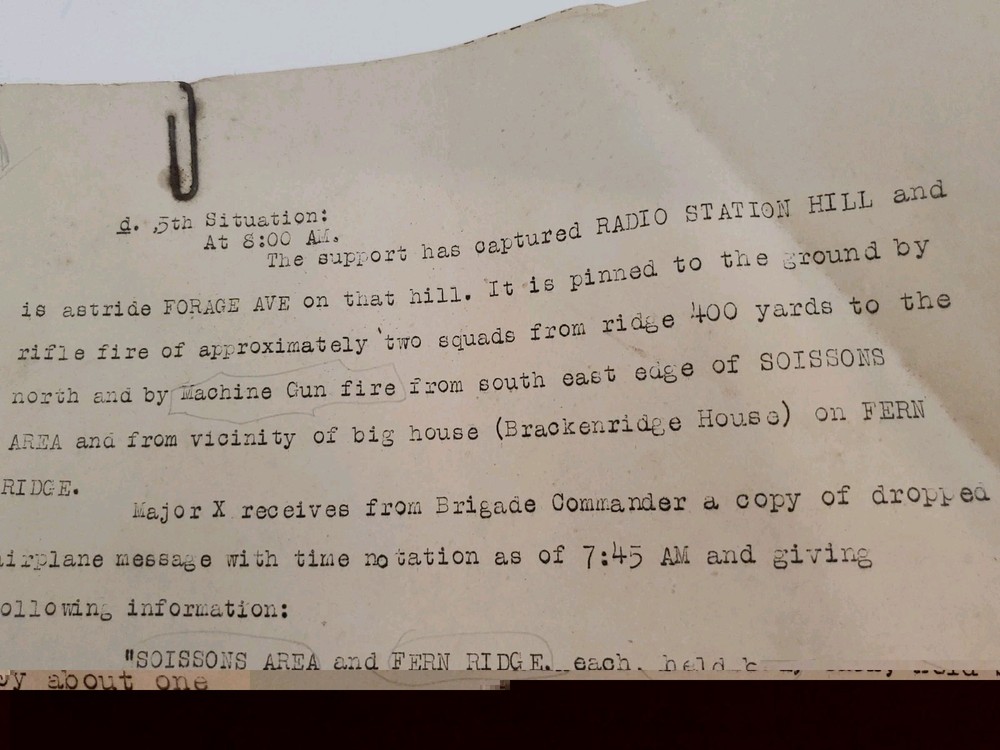 d. 5th Situation:
At 8:00 AM.
The support has captured RADIO STATION HILL and
is astride FORAGE AVE on that hill. It is pinned to the ground by
rifle fire of approximately two squads from ridge 400 yards to the
north and by Machine Gun fire from south east edge of SOISSONS
AREA and from vicinity of big house (Brackenridge House) on FERN
RIDGE.
Major X receives from Brigade Commander a copy of dropped
airplane message with time notation as of 7:45 AM and giving
ollowing information:
"SOISSONS AREA and FERN RIDGE, each, held
about one